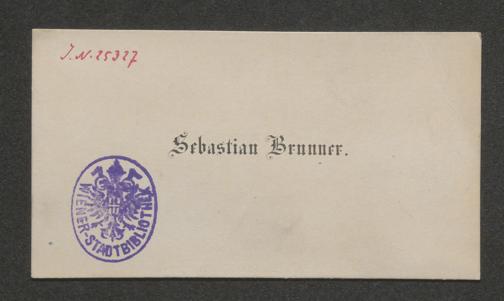 J.N. 25327
Sebastian Brunner.
WIENER-STADTBIBLIOTHEK